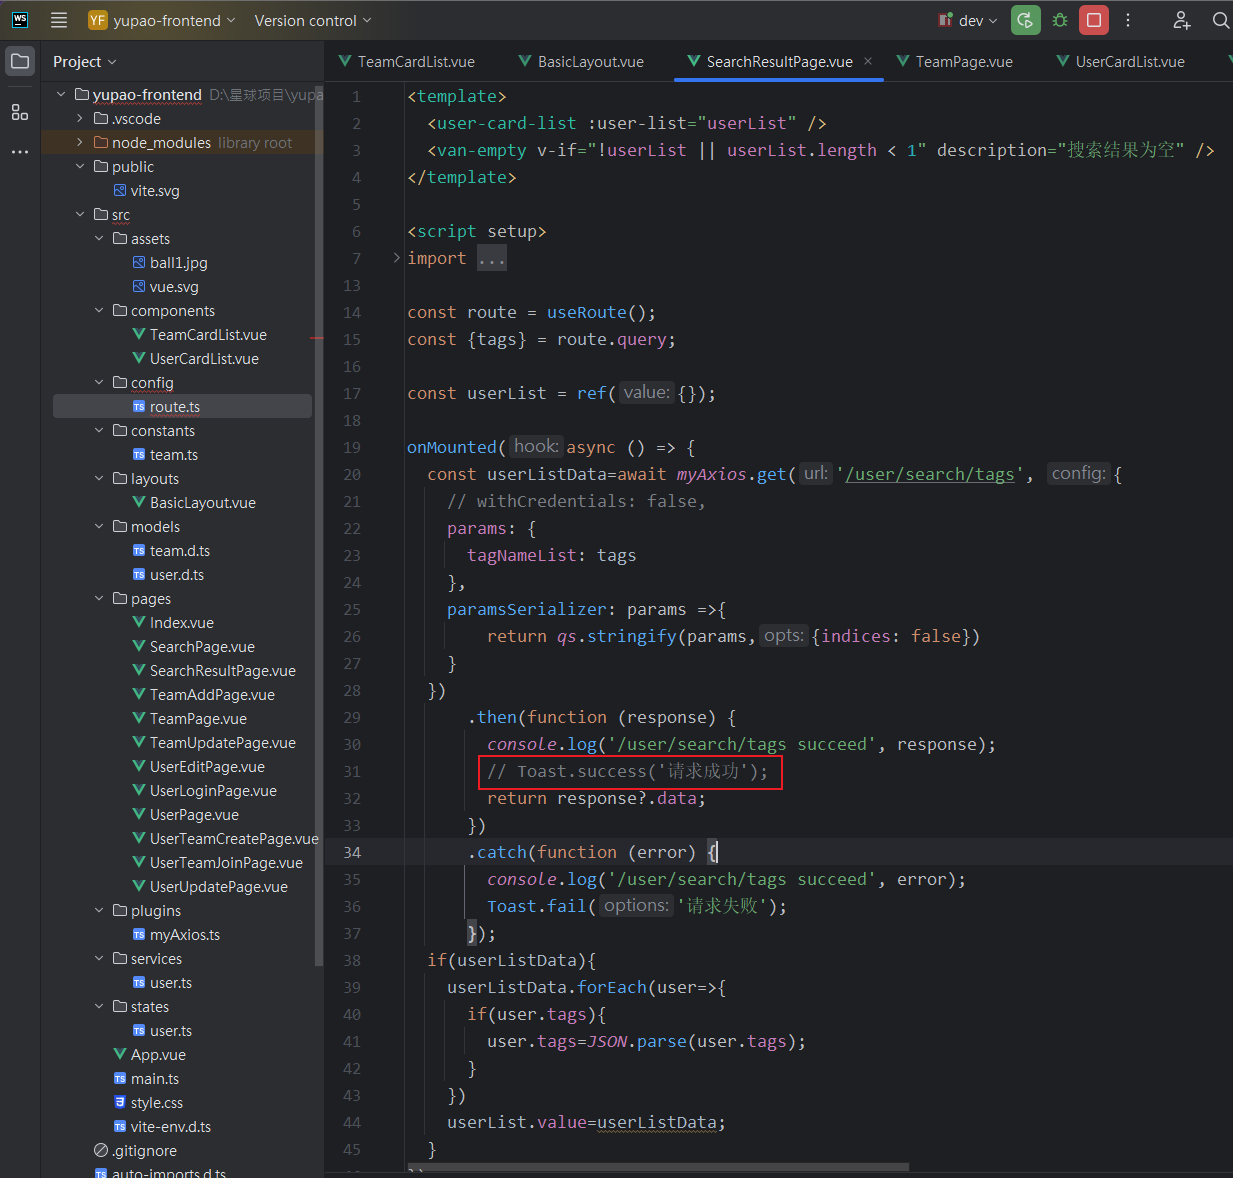 WS
YF yupao-frontend
Version control
dev
Project
TeamCardList.vue
BasicLayout.vue
SearchResultPage.vue
TeamPage.vue
UserCardList.vue
yupao-frontend D:\星球项目\yupa
.vscode
node_modules library root
public
vite.svg
src
assets
ball1.jpg
vue.svg
components
TeamCardList.vue
UserCardList.vue
config
TS route.ts
constants
TS team.ts
layouts
BasicLayout.vue
models
TS team.d.ts
TS user.d.ts
pages
Index.vue
SearchPage.vue
SearchResultPage.vue
TeamAddPage.vue
TeamPage.vue
TeamUpdatePage.vue
UserEditPage.vue
UserLoginPage.vue
UserPage.vue
UserTeamCreatePage.vue
UserTeamJoinPage.vue
UserUpdatePage.vue
plugins
TS myAxios.ts
services
TS user.ts
states
TS user.ts
App.vue
TS main.ts
style.css
TS vite-env.d.ts
.gitignore
TS auto-imports.d.ts
1 <template>
2 <user-card-list :user-list="userList" />
3 <van-empty v-if="!userList || userList.length < 1" description="搜索结果为空" />
4 </template>
5
6 <script setup>
7 import ...
13
14 const route = useRoute();
15 const {tags} = route.query;
16
17 const userList = ref( value: {});
18
19 onMounted( hook: async () => {
20 const userListData=await myAxios.get( url: '/user/search/tags', config: {
21 // withCredentials: false,
22 params: {
23 tagNameList: tags
24 },
25 paramsSerializer: params =>{
26 return qs.stringify(params, opts: {indices: false})
27 }
28 })
29 .then(function (response) {
30 console.log('/user/search/tags succeed', response);
31 // Toast.success('请求成功');
32 return response?.data;
33 })
34 .catch(function (error) {
35 console.log('/user/search/tags succeed', error);
36 Toast.fail( options: '请求失败');
37 });
38 if(userListData){
39 userListData.forEach(user=>{
40 if(user.tags){
41 user.tags=JSON.parse(user.tags);
42 }
43 })
44 userList.value=userListData;
45 }